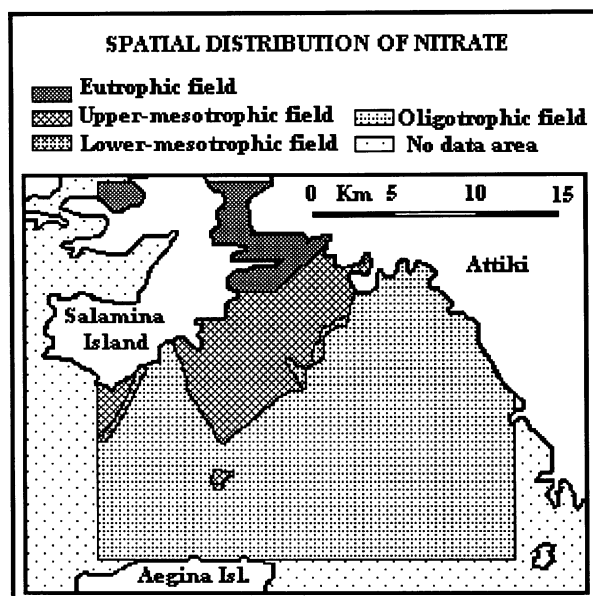 SPATIAL DISTRIBUTION OF NITRATE
Eutrophic field
Upper-mesotrophic field
Oligotrophic field
Lower-mesotrophic field
No data area
0 Km 5 10 15
Attiki
Salamina
Island
Aegina Isl.